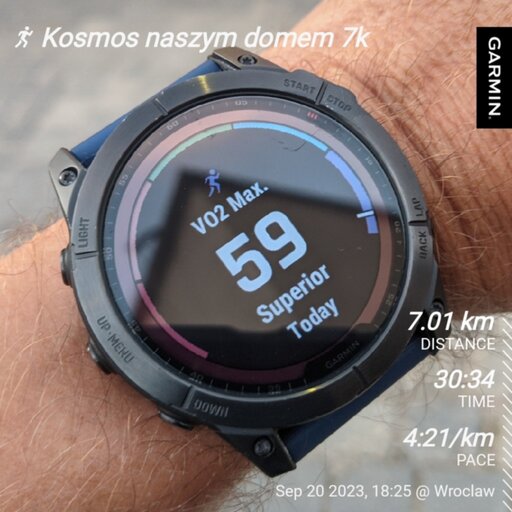 Kosmos naszym domem 7k
GARMIN.
START STOP
05
LIGHT
LAP
BACK
UP·MENU
DOWN
GARMIN
VO2 Max.
59
Superior
Today
7.01 km
DISTANCE
30:34
TIME
4:21/km
PACE
Sep 20 2023, 18:25 @ Wroclaw